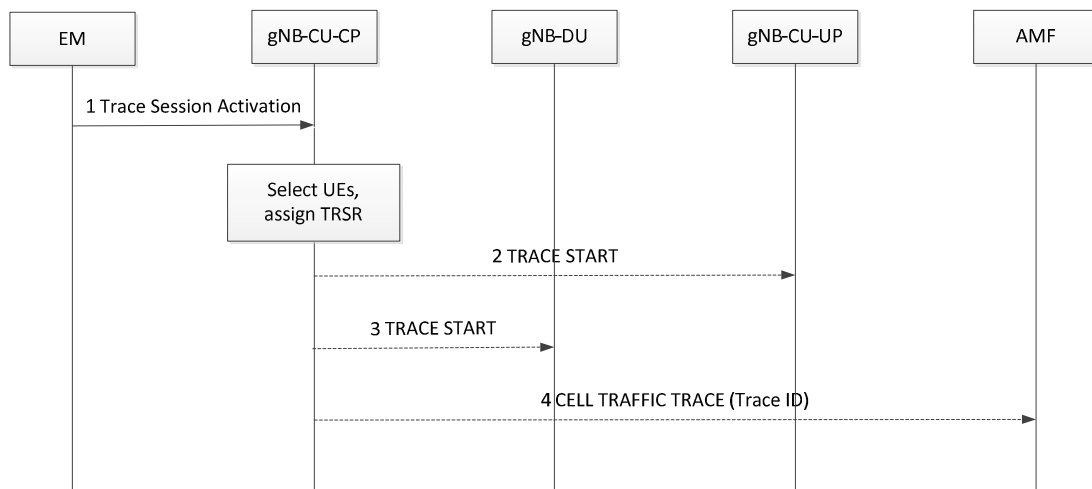 EM
gNB-CU-CP
gNB-DU
gNB-CU-UP
AMF
1 Trace Session Activation
Select UEs,
assign TRSR
2 TRACE START
3 TRACE START
4 CELL TRAFFIC TRACE (Trace ID)